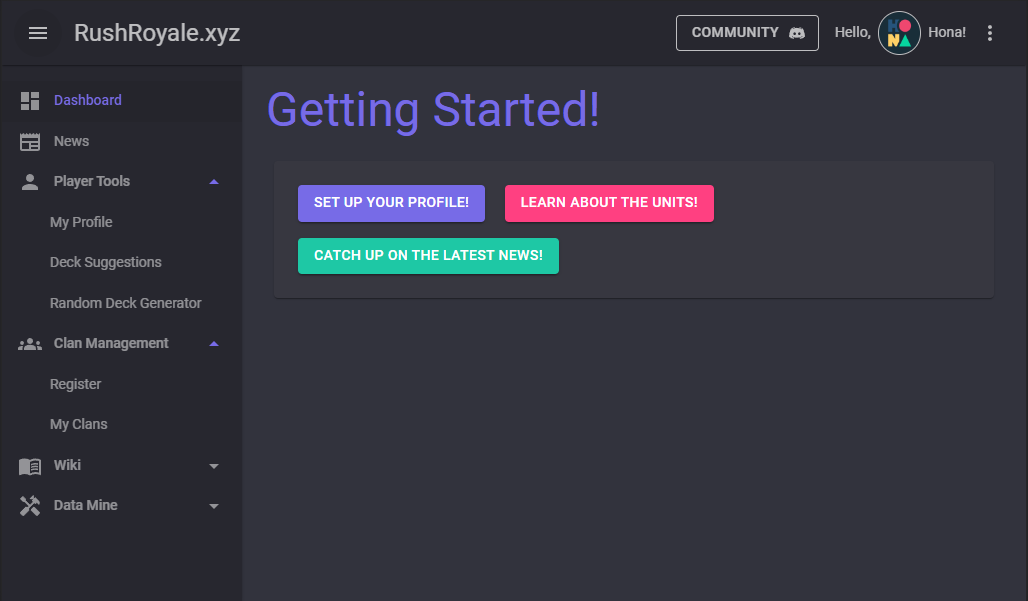 RushRoyale.xyz
COMMUNITY
Hello,
HO
NA
Hona!
Dashboard
News
Player Tools
My Profile
Deck Suggestions
Random Deck Generator
Clan Management
Register
My Clans
Wiki
Data Mine
Getting Started!
SET UP YOUR PROFILE!
LEARN ABOUT THE UNITS!
CATCH UP ON THE LATEST NEWS!